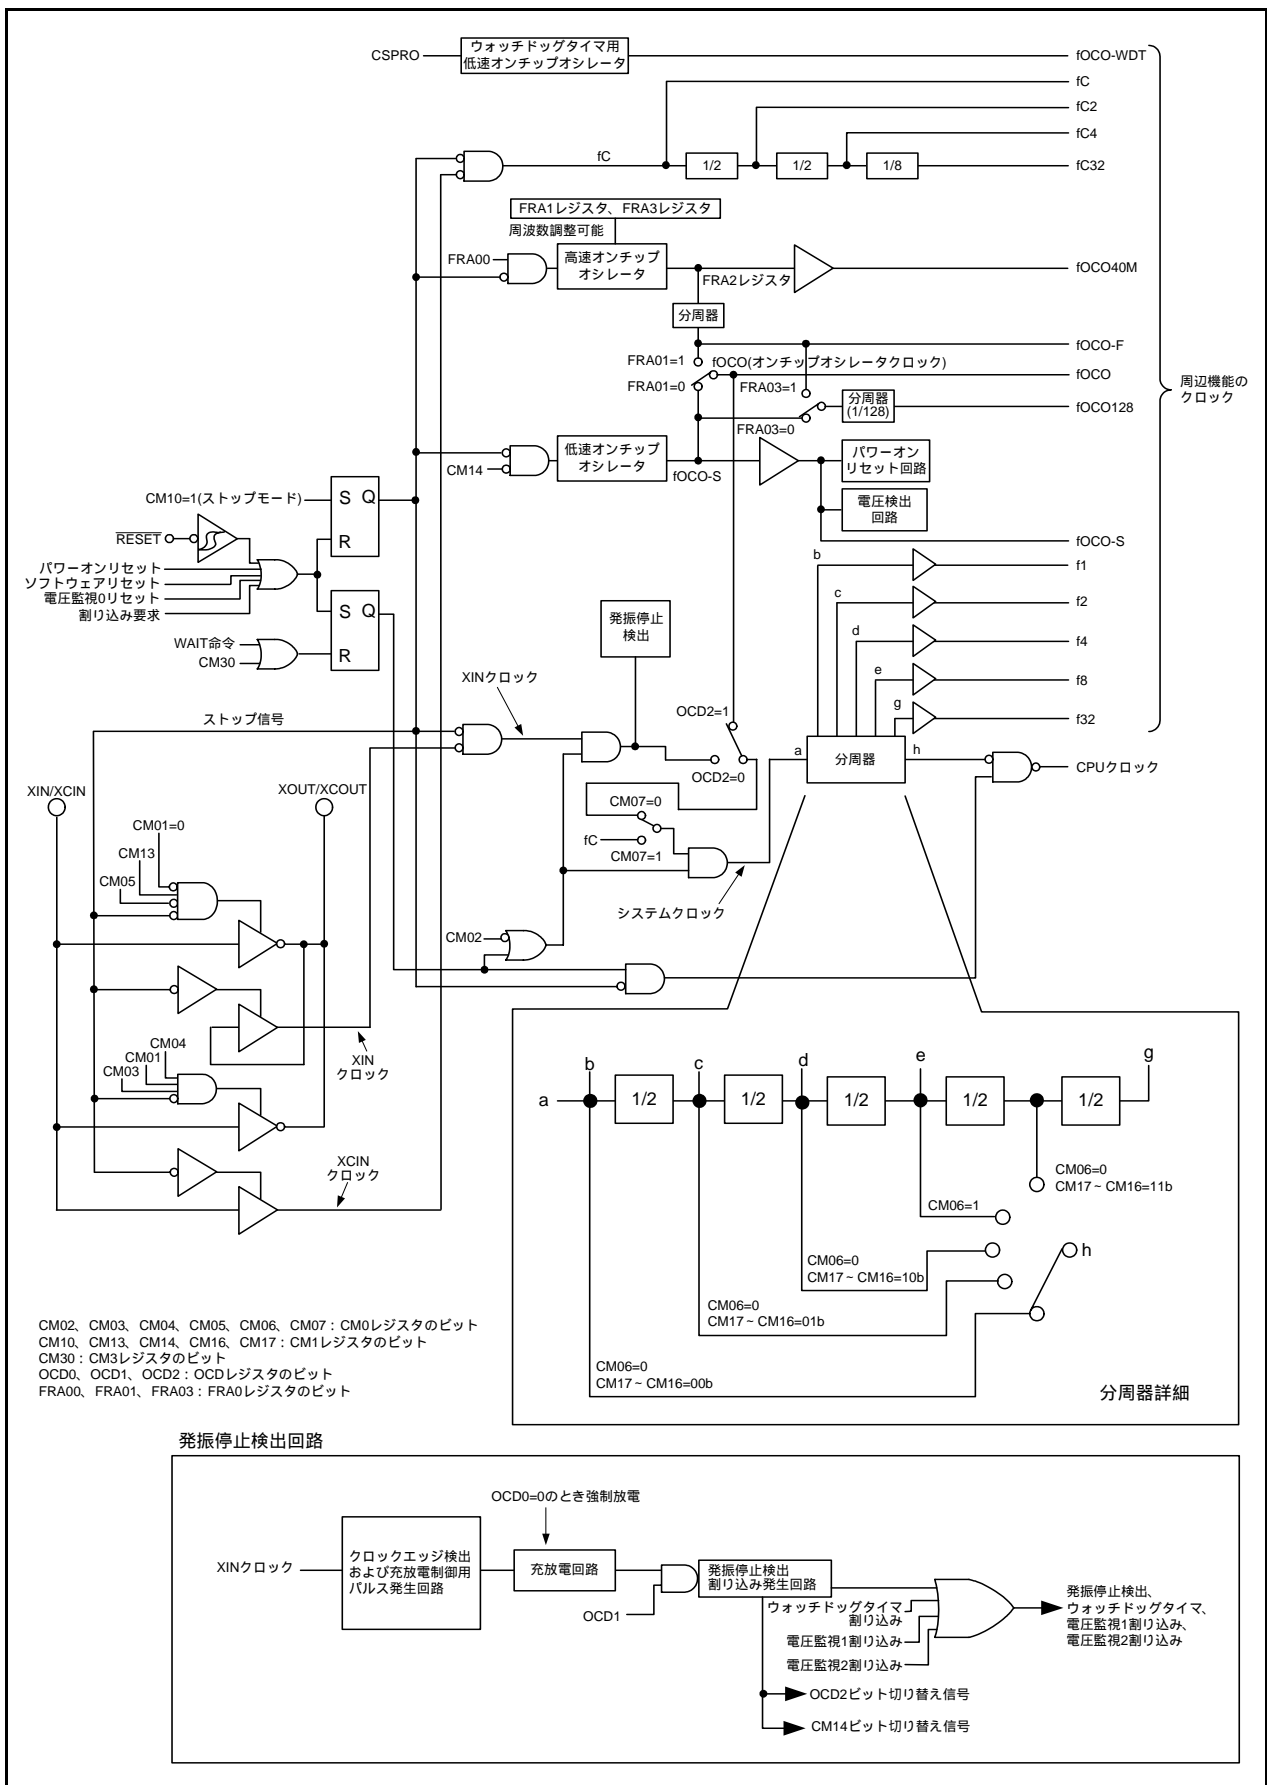 CSPRO
ウォッチドッグタイマ用
低速オンチップオシレータ
fOCO-WDT
fC
fC2
fC4
fC
1/2
1/2
1/8
fC32
FRA1レジスタ、FRA3レジスタ
周波数調整可能
FRA00
高速オンチップ
オシレータ
FRA2レジスタ
fOCO40M
分周器
fOCO-F
FRA01=1
fOCO(オンチップオシレータクロック)
fOCO
FRA01=0
FRA03=1
分周器
(1/128)
fOCO128
FRA03=0
周辺機能の
クロック
CM14
低速オンチップ
オシレータ
fOCO-S
パワーオン
リセット回路
電圧検出
回路
fOCO-S
CM10=1(ストップモード)
S Q
R
RESET
パワーオンリセット
ソフトウェアリセット
電圧監視0リセット
割り込み要求
S Q
R
WAIT命令
CM30
b
f1
c
f2
d
f4
e
f8
g
f32
発振停止
検出
XINクロック
ストップ信号
OCD2=1
OCD2=0
a
分周器
h
CPUクロック
XIN/XCIN
XOUT/XCOUT
CM07=0
fC
CM07=1
システムクロック
CM01=0
CM13
CM05
CM02
XIN
クロック
CM04
CM01
CM03
XCIN
クロック
a
b
1/2
c
1/2
d
1/2
e
1/2
1/2
g
CM06=0
CM17~CM16=11b
CM06=1
h
CM06=0
CM17~CM16=10b
CM06=0
CM17~CM16=01b
CM06=0
CM17~CM16=00b
分周器詳細
CM02、CM03、CM04、CM05、CM06、CM07:CM0レジスタのビット
CM10、CM13、CM14、CM16、CM17:CM1レジスタのビット
CM30:CM3レジスタのビット
OCD0、OCD1、OCD2:OCDレジスタのビット
FRA00、FRA01、FRA03:FRA0レジスタのビット
発振停止検出回路
OCD0=0のとき強制放電
XINクロック
クロックエッジ検出
および充放電制御用
パルス発生回路
充放電回路
OCD1
発振停止検出
割り込み発生回路
ウォッチドッグタイマ
割り込み
電圧監視1割り込み
電圧監視2割り込み
発振停止検出、
ウォッチドッグタイマ、
電圧監視1割り込み、
電圧監視2割り込み
OCD2ビット切り替え信号
CM14ビット切り替え信号